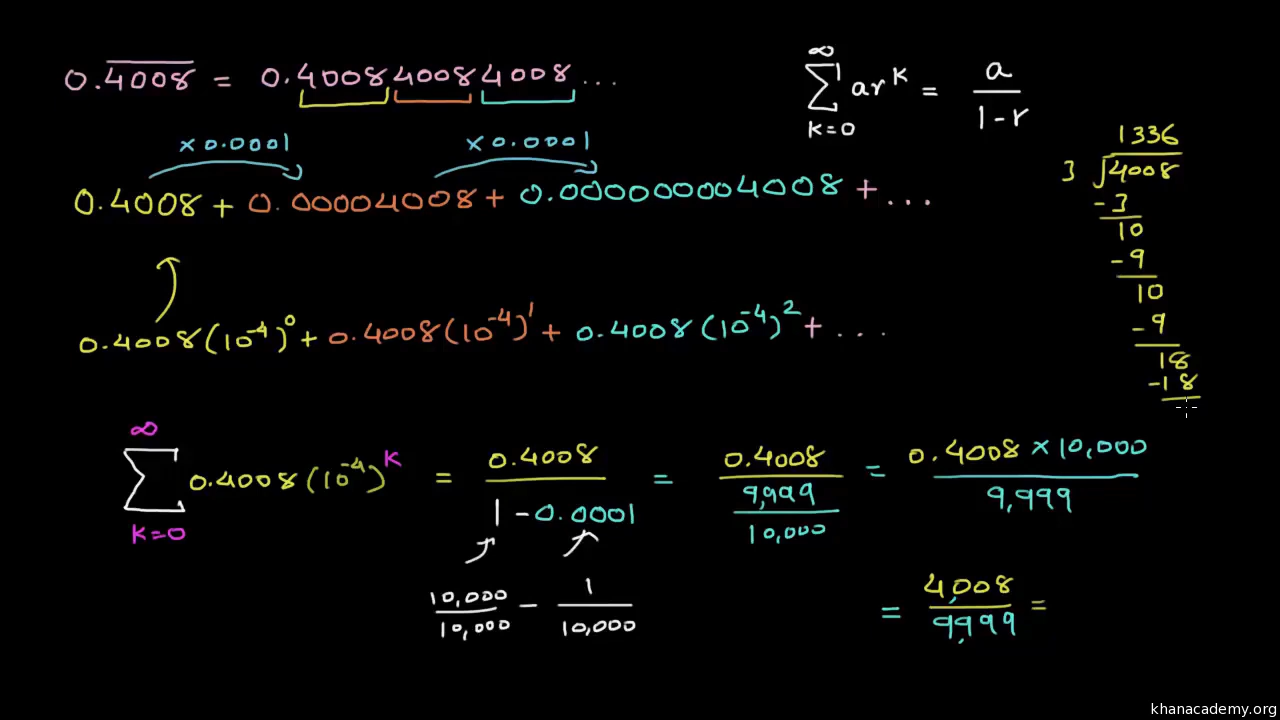 0.4008 = 0.400840084008...
∞
∑ ar^k = a/(1-r)
k=0
×0.0001 ×0.0001
0.4008 + 0.00004008 + 0.000000004008 + ...
0.4008(10^-4)^0 + 0.4008(10^-4)^1 + 0.4008(10^-4)^2 + ...
1336
3 4008
-3
10
-9
10
-9
18
-18
∞
∑ 0.4008(10^-4)^k = 0.4008/(1-0.0001) = 0.4008/(9,999/10,000) = 0.4008×10,000/9,999
k=0
10,000/10,000 - 1/10,000
= 4,008/9,999 =
khanacademy.org